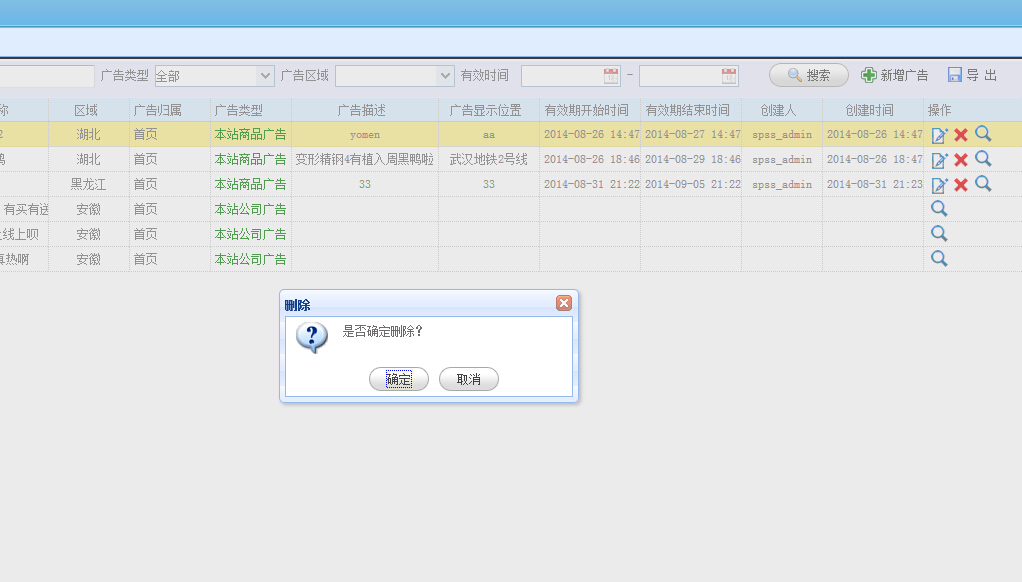 广告类型 全部 广告区域 有效时间 - 搜索 新增广告 导 出
称 区域 广告归属 广告类型 广告描述 广告显示位置 有效期开始时间 有效期结束时间 创建人 创建时间 操作
2 湖北 首页 本站商品广告 yomen aa 2014-08-26 14:47 2014-08-27 14:47 spss_admin 2014-08-26 14:47
湖北 首页 本站商品广告 变形精钢4有植入周黑鸭啦 武汉地铁2号线 2014-08-26 18:46 2014-08-29 18:46 spss_admin 2014-08-26 18:47
黑龙江 首页 本站商品广告 33 33 2014-08-31 21:22 2014-09-05 21:22 spss_admin 2014-08-31 21:23
有买有送 安徽 首页 本站公司广告
线上呗 安徽 首页 本站公司广告
真热啊 安徽 首页 本站公司广告
删除
是否确定删除?
确定 取消